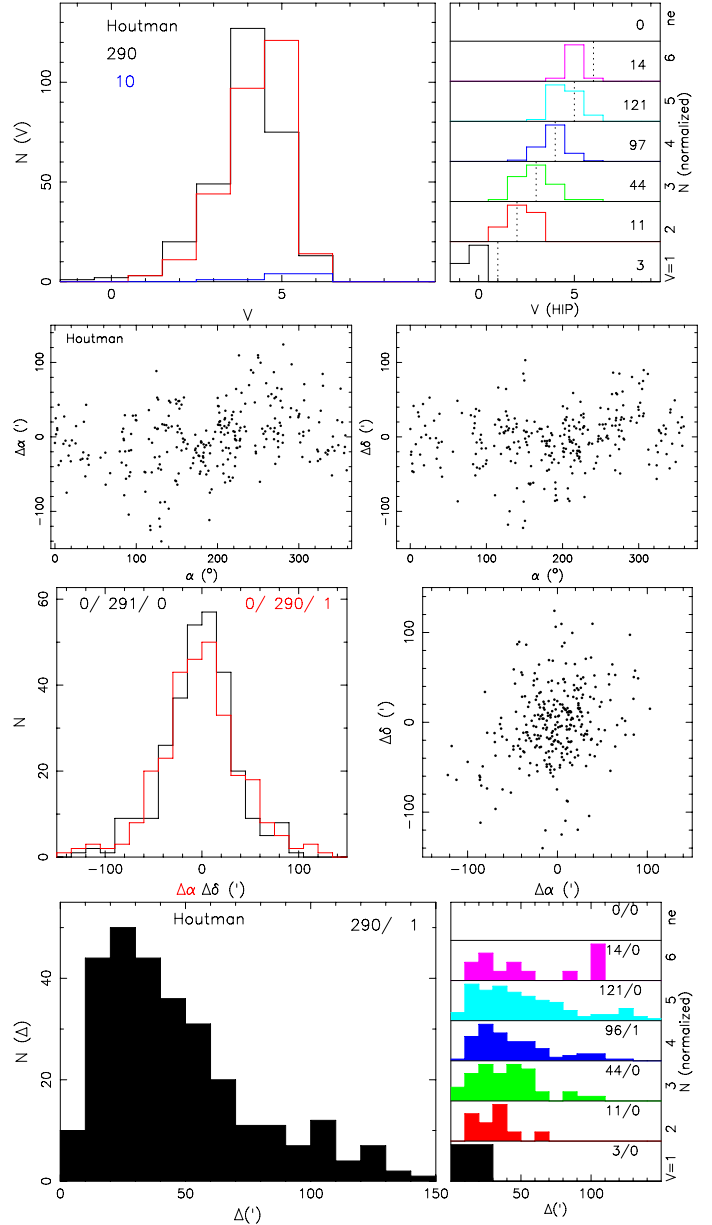 Houtman
290
10
N (V)
0 50 100
0 5
V
0
14
121
97
44
11
3
ne
6
5
4
3
2
V=1
N (normalized)
0 5
V (HIP)
Houtman
Δα (')
−100 0 100
0 100 200 300
α (°)
Δδ (')
−100 0 100
0 100 200 300
α (°)
0/ 291/ 0
0/ 290/ 1
N
0 20 40 60
−100 0 100
Δα Δδ (')
Δδ (')
−100 0 100
−100 0 100
Δα (')
Houtman
290/ 1
N (Δ)
0 20 40
0 50 100 150
Δ(')
0/0
14/0
121/0
96/1
44/0
11/0
3/0
ne
6
5
4
3
2
V=1
N (normalized)
0 50 100
Δ(')